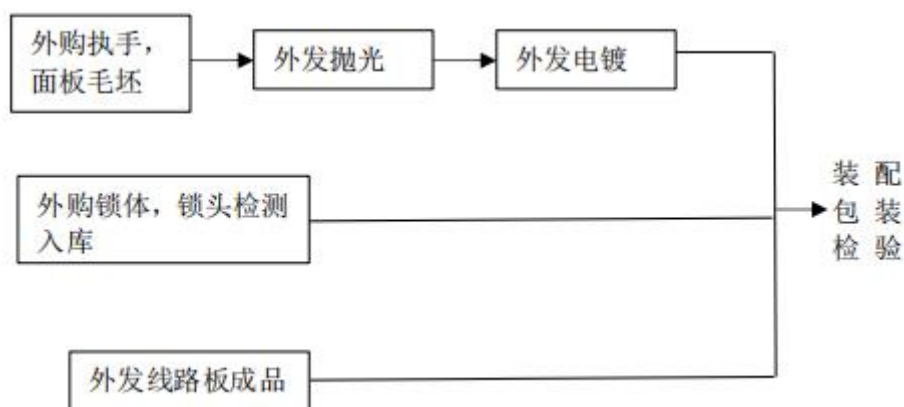 外购执手，
面板毛坯
外发抛光
外发电镀
外购锁体，锁头检测
入库
装 配
包 装
检 验
外发线路板成品